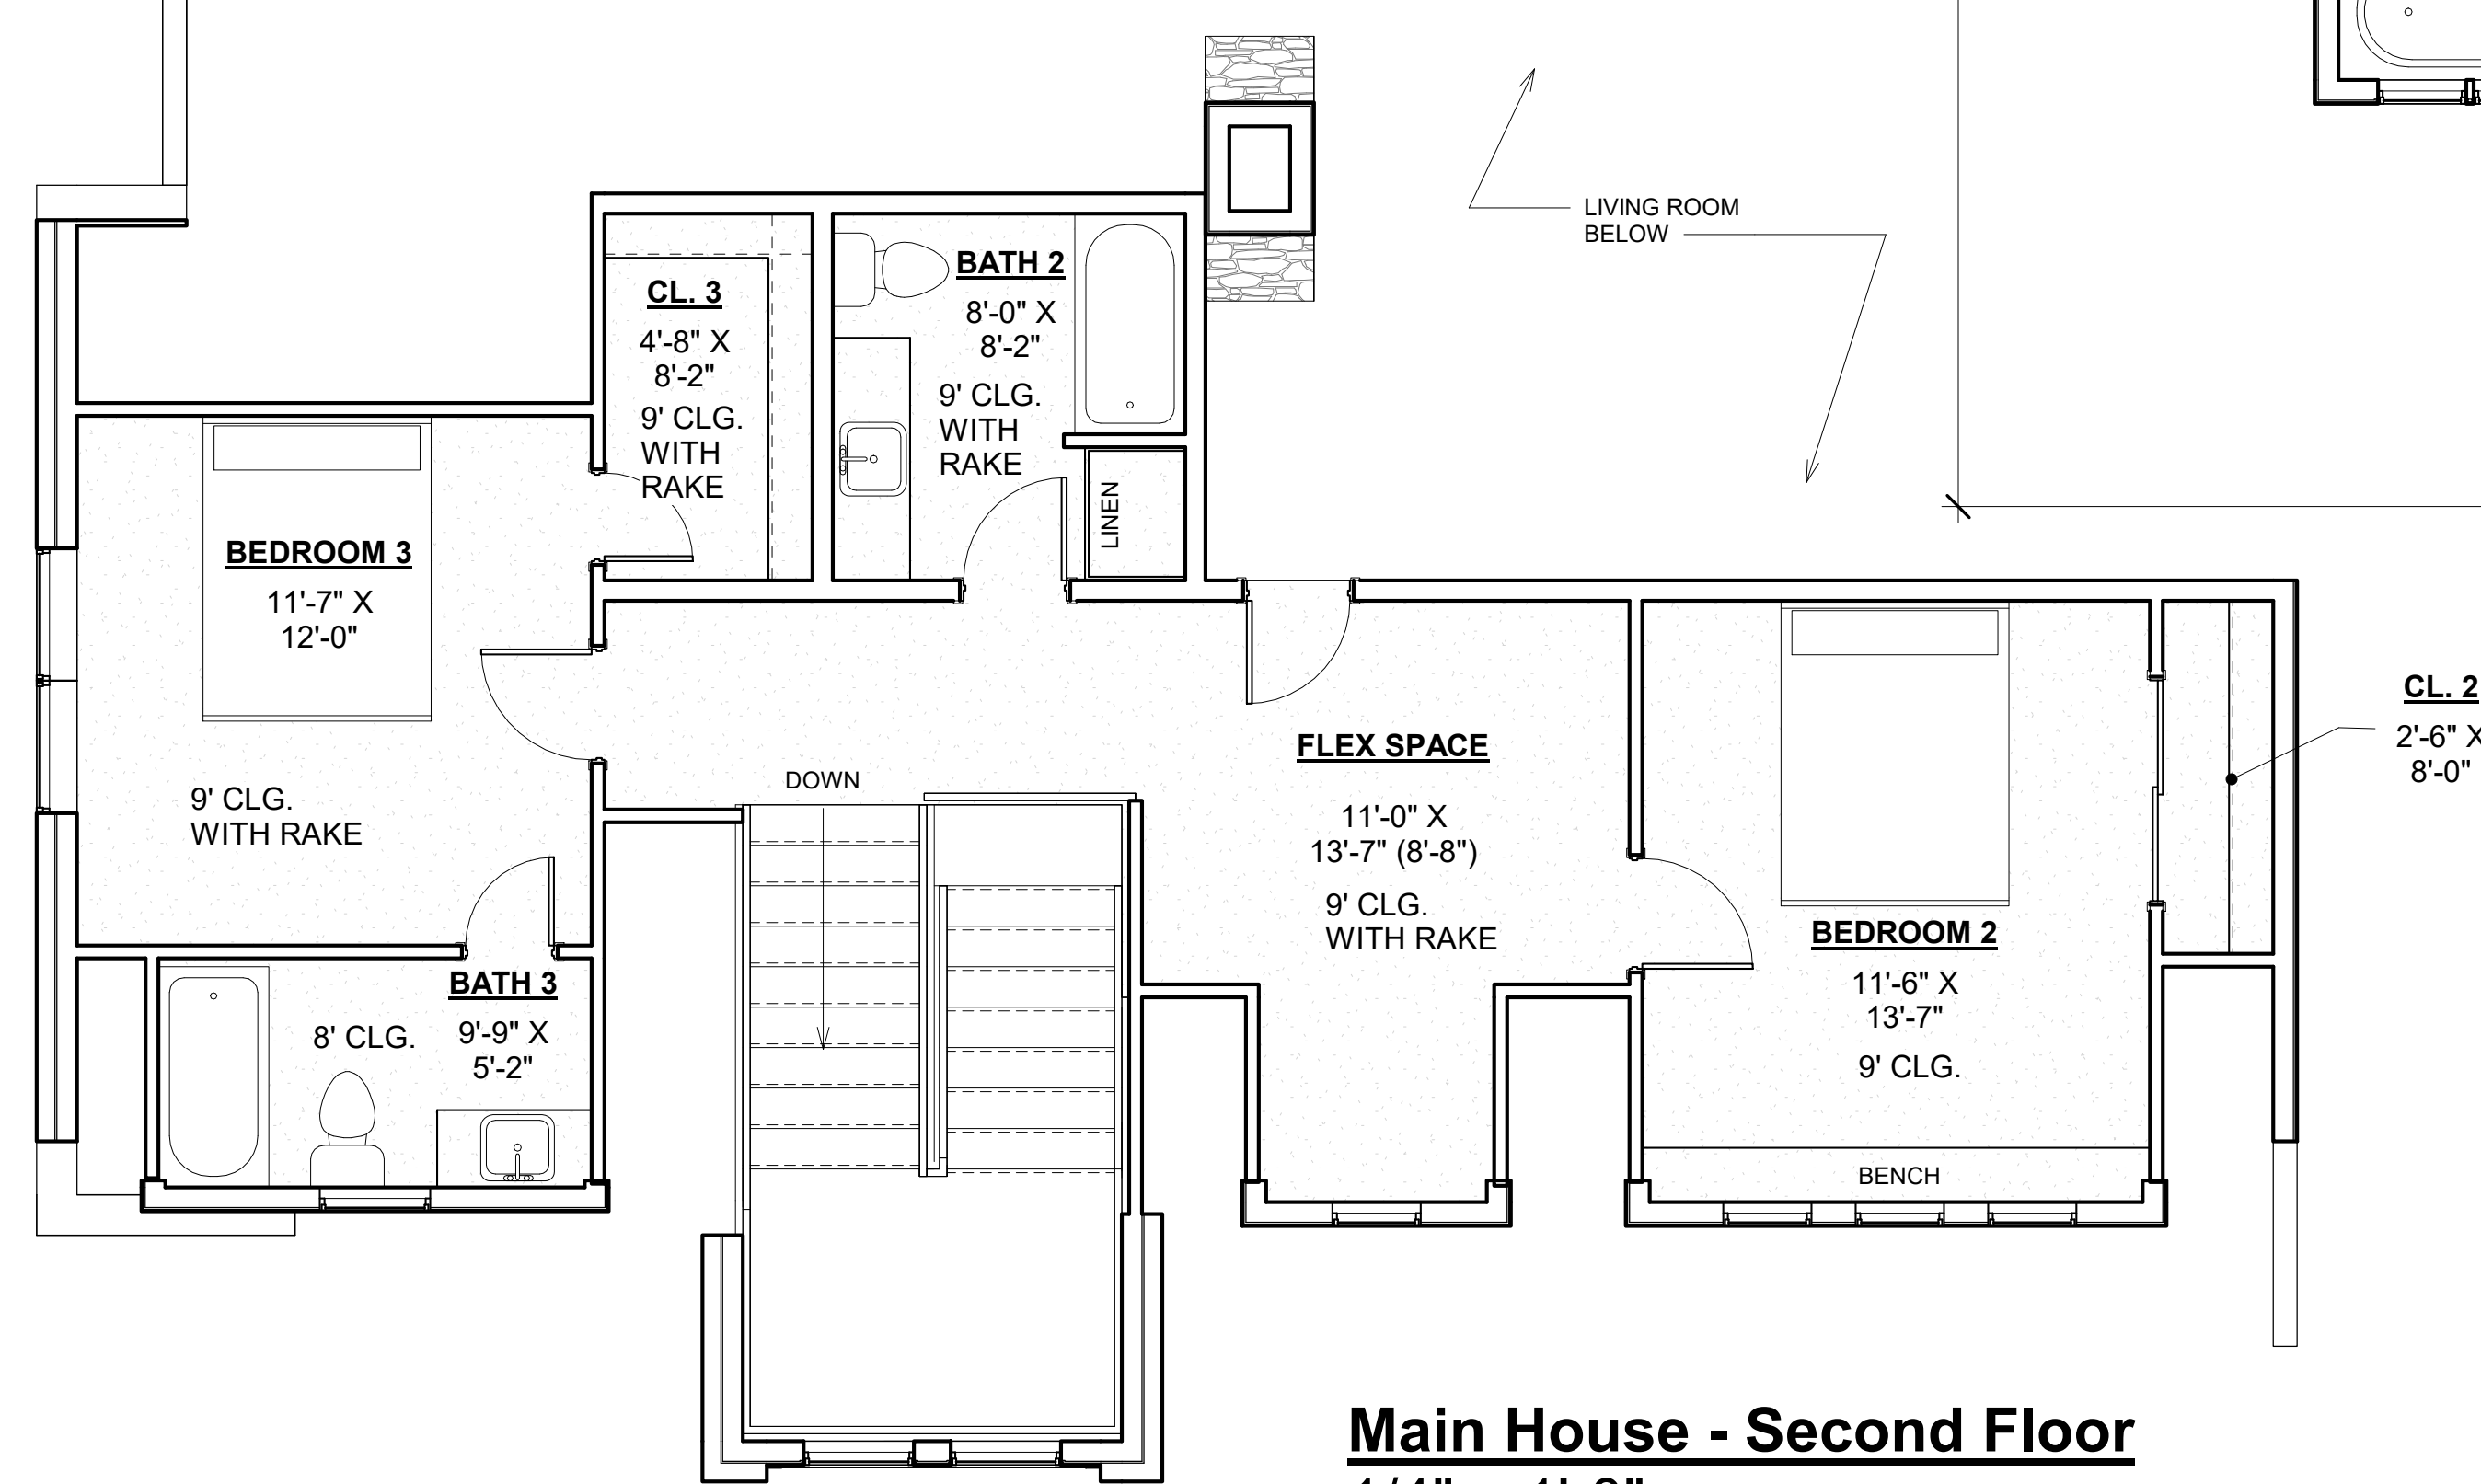 LIVING ROOM
BELOW
BATH 2
8'-0" X
8'-2"
9' CLG.
WITH
RAKE
LINEN
CL. 3
4'-8" X
8'-2"
9' CLG.
WITH
RAKE
BEDROOM 3
11'-7" X
12'-0"
9' CLG.
WITH RAKE
DOWN
FLEX SPACE
11'-0" X
13'-7" (8'-8")
9' CLG.
WITH RAKE
CL. 2
2'-6" X
8'-0"
BEDROOM 2
11'-6" X
13'-7"
9' CLG.
BENCH
BATH 3
9'-9" X
5'-2"
8' CLG.
Main House - Second Floor